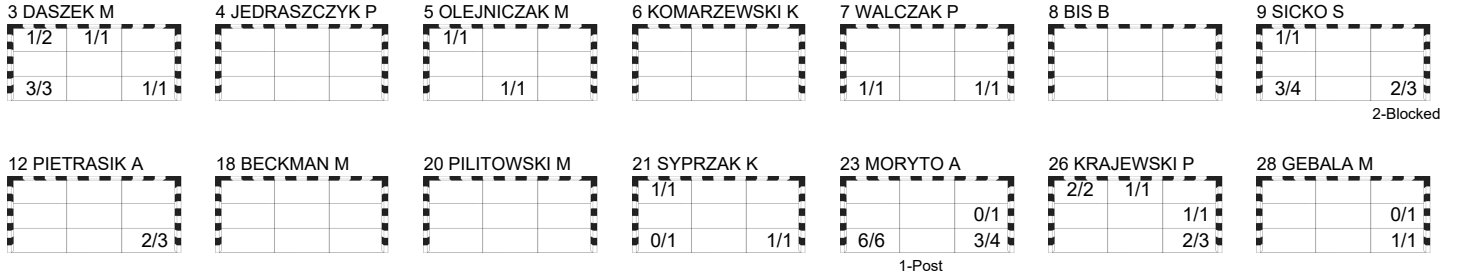 3 DASZEK M 4 JEDRASZCZYK P 5 OLEJNICZAK M 6 KOMARZEWSKI K 7 WALCZAK P 8 BIS B 9 SICKO S
1/2 1/1 1/1 1/1
3/3 1/1 1/1 1/1 1/1 3/4 2/3
2-Blocked
12 PIETRASIK A 18 BECKMAN M 20 PILITOWSKI M 21 SYPRZAK K 23 MORYTO A 26 KRAJEWSKI P 28 GEBALA M
1/1 2/2 1/1
0/1 1/1 0/1
2/3 0/1 1/1 6/6 3/4 2/3 1/1
1-Post